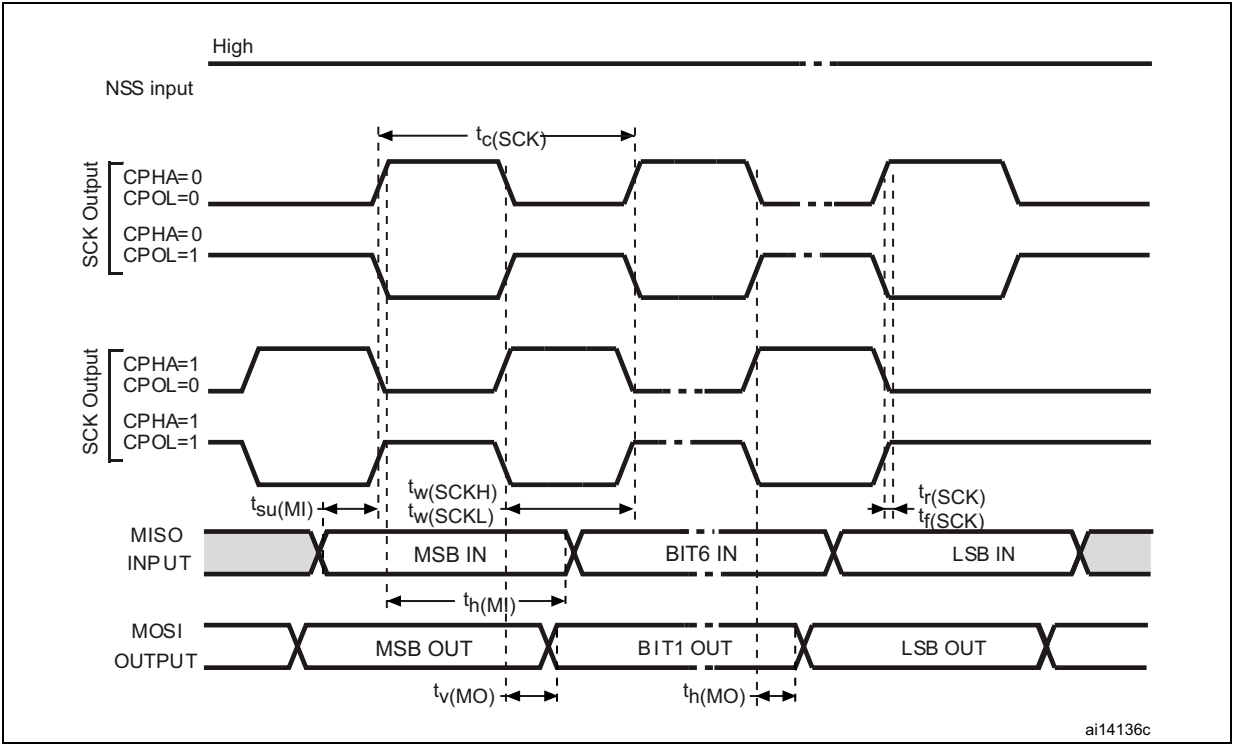 High
NSS input
tc(SCK)
SCK Output
CPHA=0
CPOL=0
CPHA=0
CPOL=1
SCK Output
CPHA=1
CPOL=0
CPHA=1
CPOL=1
tsu(MI)
tw(SCKH)
tw(SCKL)
tr(SCK)
tf(SCK)
MISO
INPUT
MSB IN
BIT6 IN
LSB IN
th(MI)
MOSI
OUTPUT
MSB OUT
BIT1 OUT
LSB OUT
tv(MO)
th(MO)
ai14136c